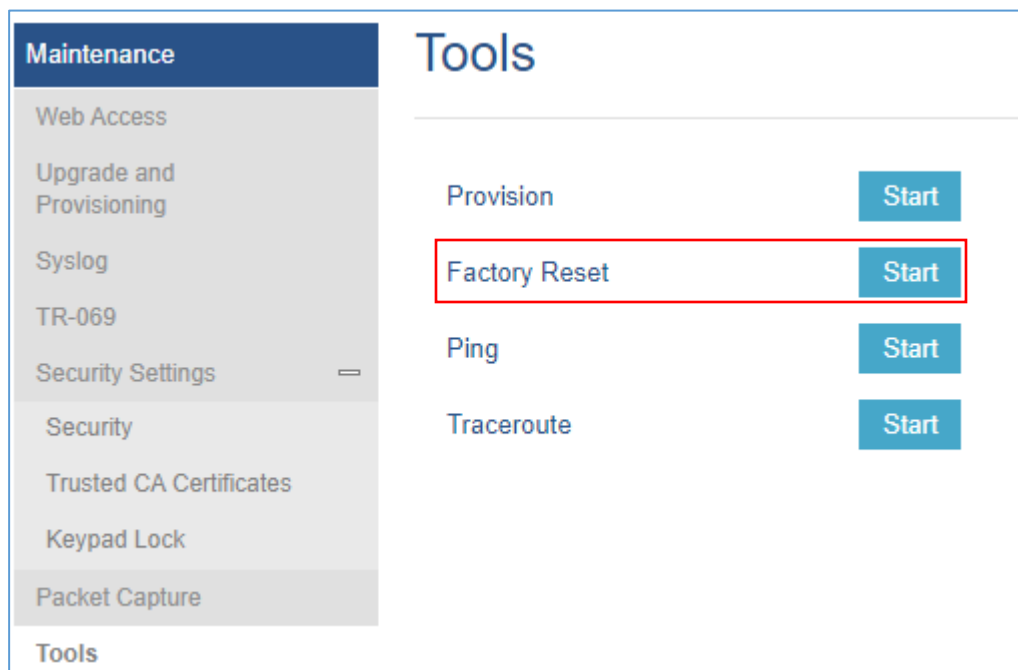 Maintenance
Web Access
Upgrade and
Provisioning
Syslog
TR-069
Security Settings
Security
Trusted CA Certificates
Keypad Lock
Packet Capture
Tools
Tools
Provision Start
Factory Reset Start
Ping Start
Traceroute Start